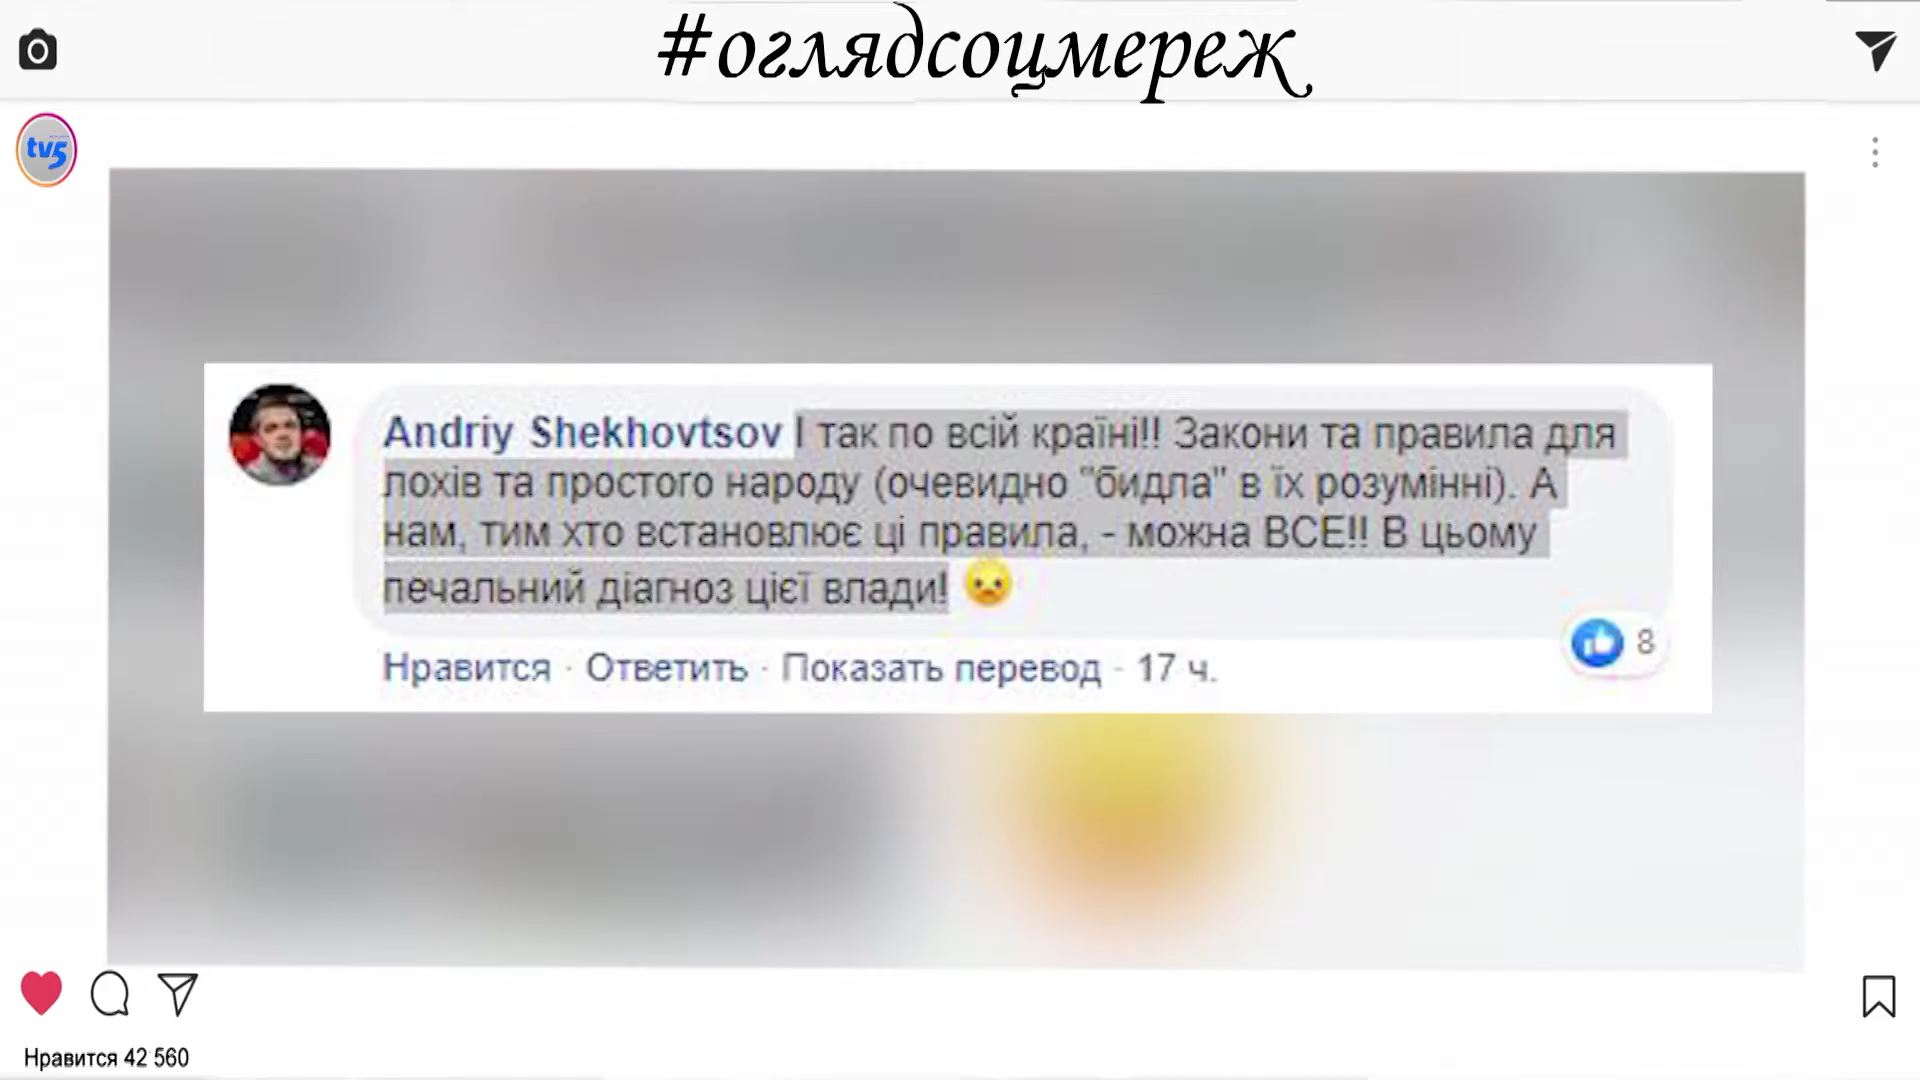 #оглядсоцмереж
tv5
Andriy Shekhovtsov І так по всій країні!! Закони та правила для
лохів та простого народу (очевидно "бидла" в їх розумінні). А
нам, тим хто встановлює ці правила, - можна ВСЕ!! В цьому
печальний діагноз цієї влади!
8
Нравится · Ответить · Показать перевод · 17 ч.
Нравится 42 560